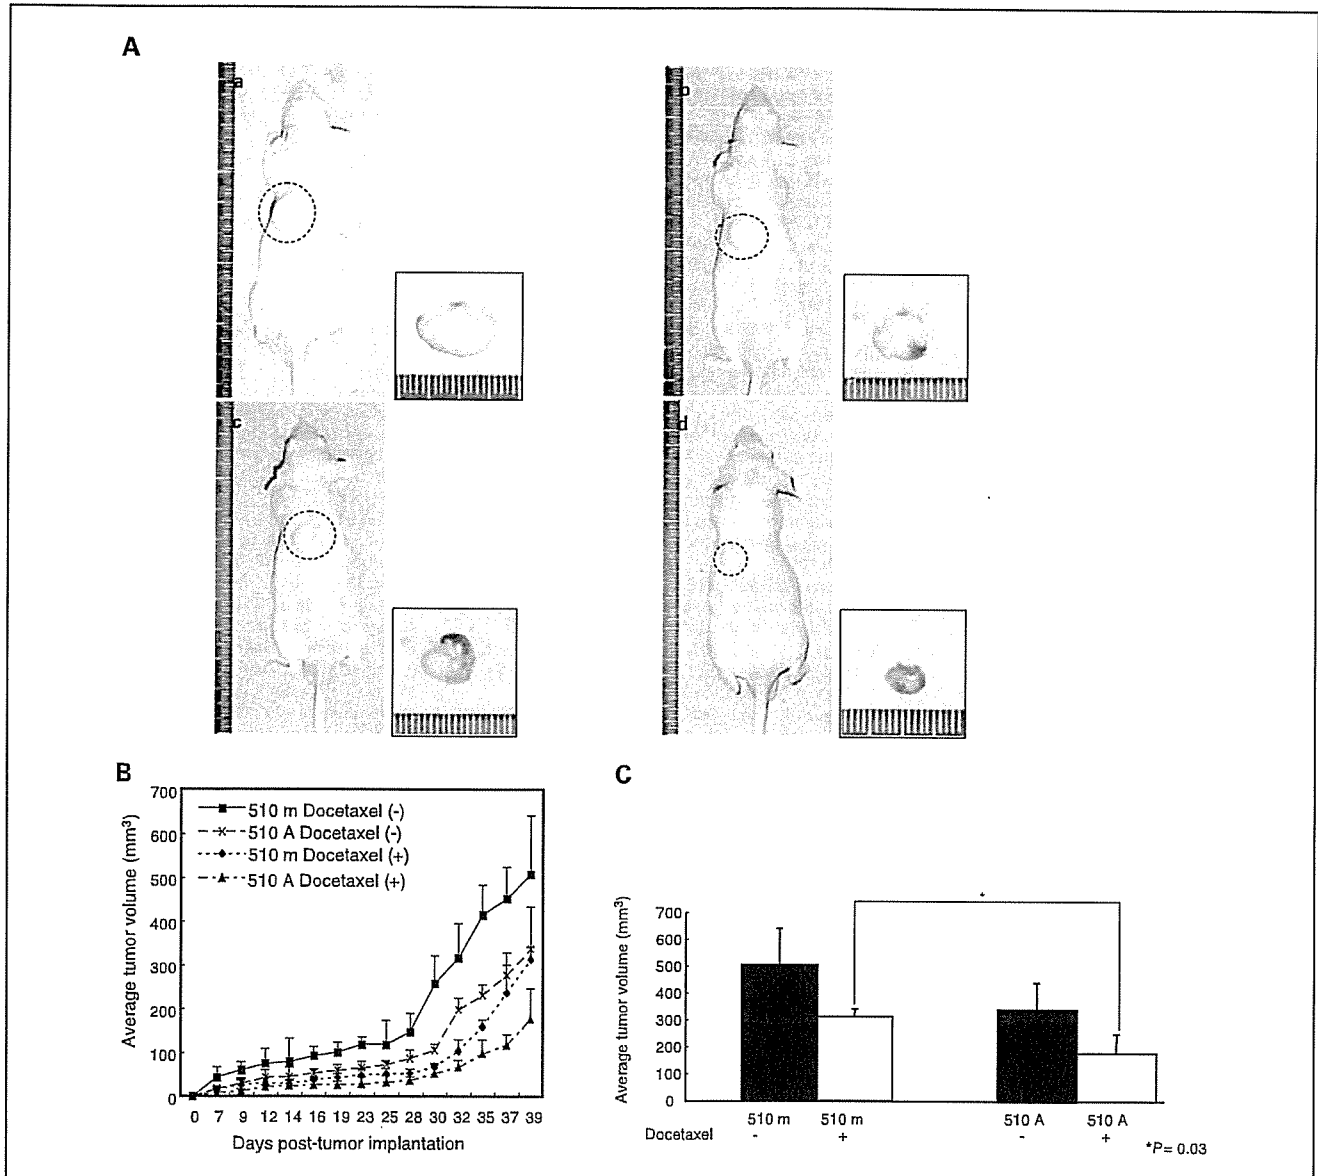 A
a
b
c
d
B
C
Average tumor volume (mm³)
700
600
500
400
300
200
100
0
510 m Docetaxel (-)
510 A Docetaxel (-)
510 m Docetaxel (+)
510 A Docetaxel (+)
0 7 9 12 14 16 19 23 25 28 30 32 35 37 39
Days post-tumor implantation
Average tumor volume (mm³)
700
600
500
400
300
200
100
0
*
510 m 510 m 510 A 510 A
Docetaxel - + - +
*P= 0.03